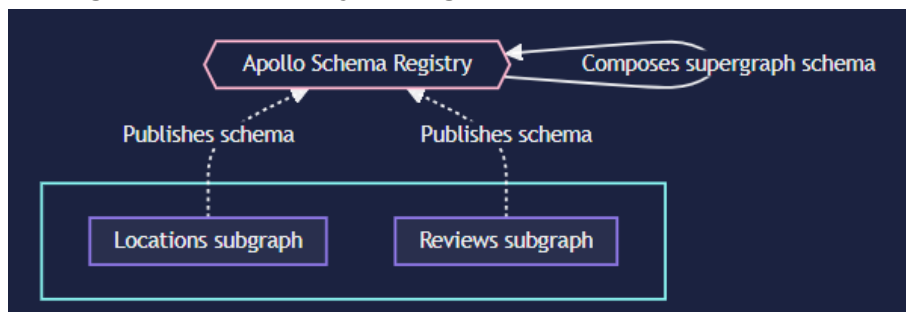 Apollo Schema Registry
Composes supergraph schema
Publishes schema
Publishes schema
Locations subgraph
Reviews subgraph